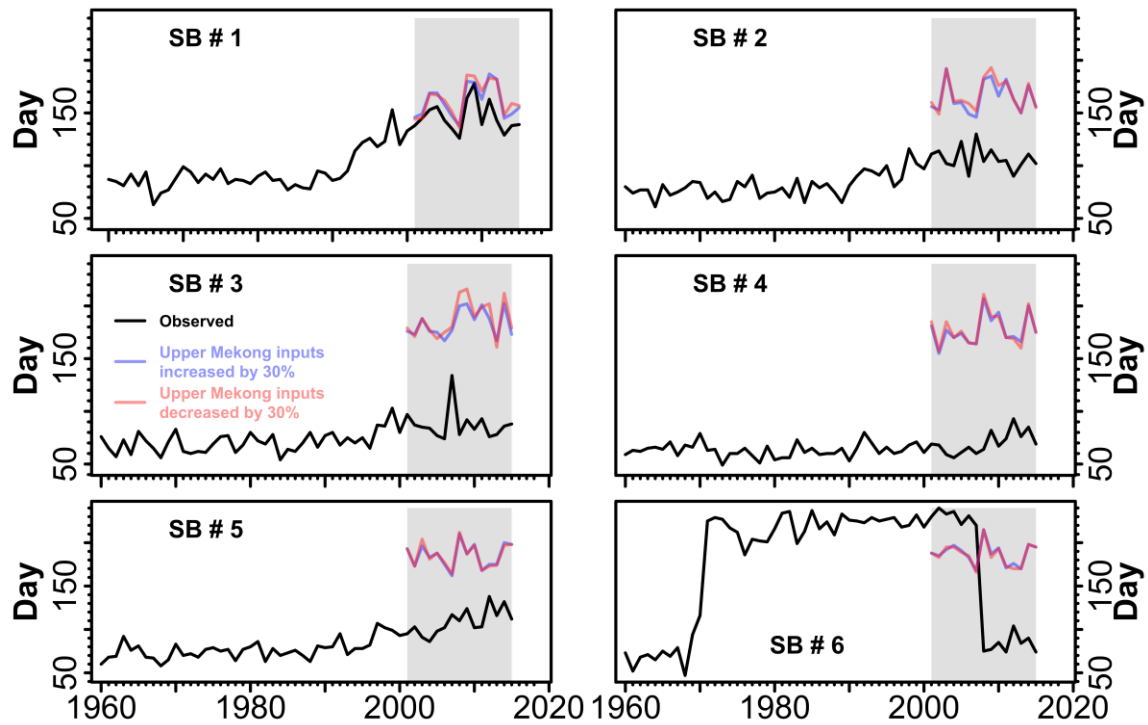 SB # 1
SB # 2
Day
150
50
150
50
Day
SB # 3
SB # 4
Observed
Upper Mekong inputs
increased by 30%
Upper Mekong inputs
decreased by 30%
Day
150
50
150
50
Day
SB # 5
SB # 6
Day
150
50
150
50
Day
1960 1980 2000 2020 1960 1980 2000 2020